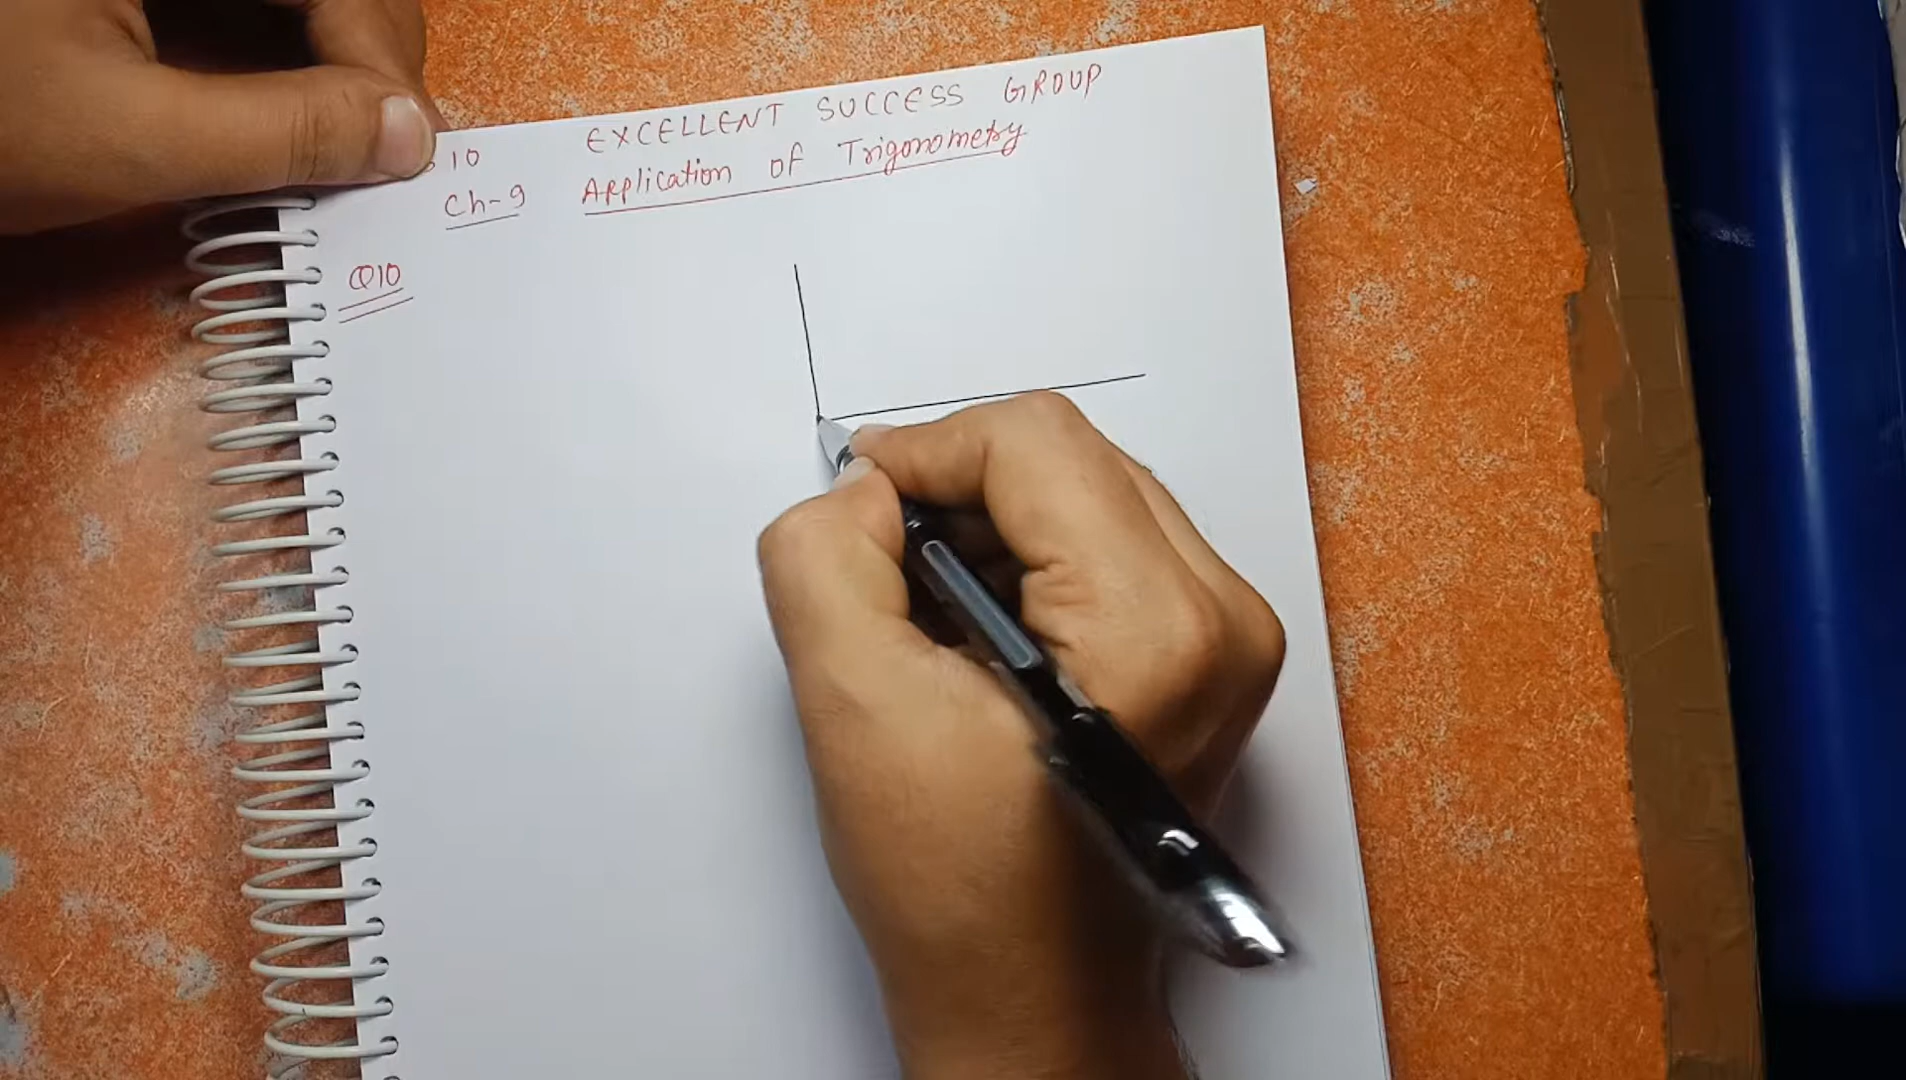 EXCELLENT SUCCESS GROUP
10
Ch-9 Application of Trigonometry
Q10